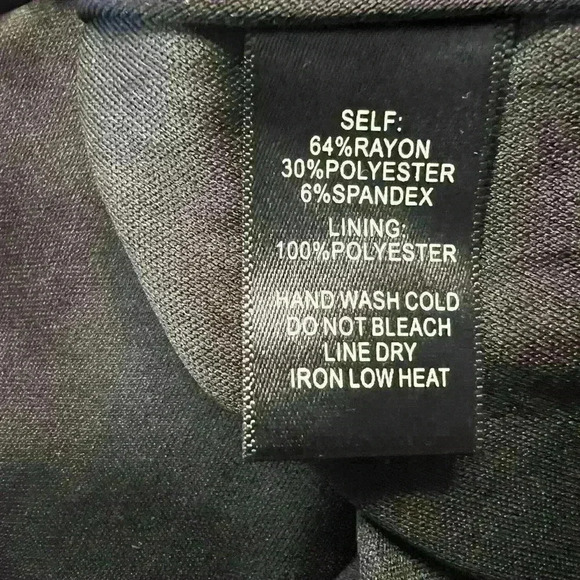 SELF:
64%RAYON
30%POLYESTER
6%SPANDEX
LINING:
100%POLYESTER
HAND WASH COLD
DO NOT BLEACH
LINE DRY
IRON LOW HEAT